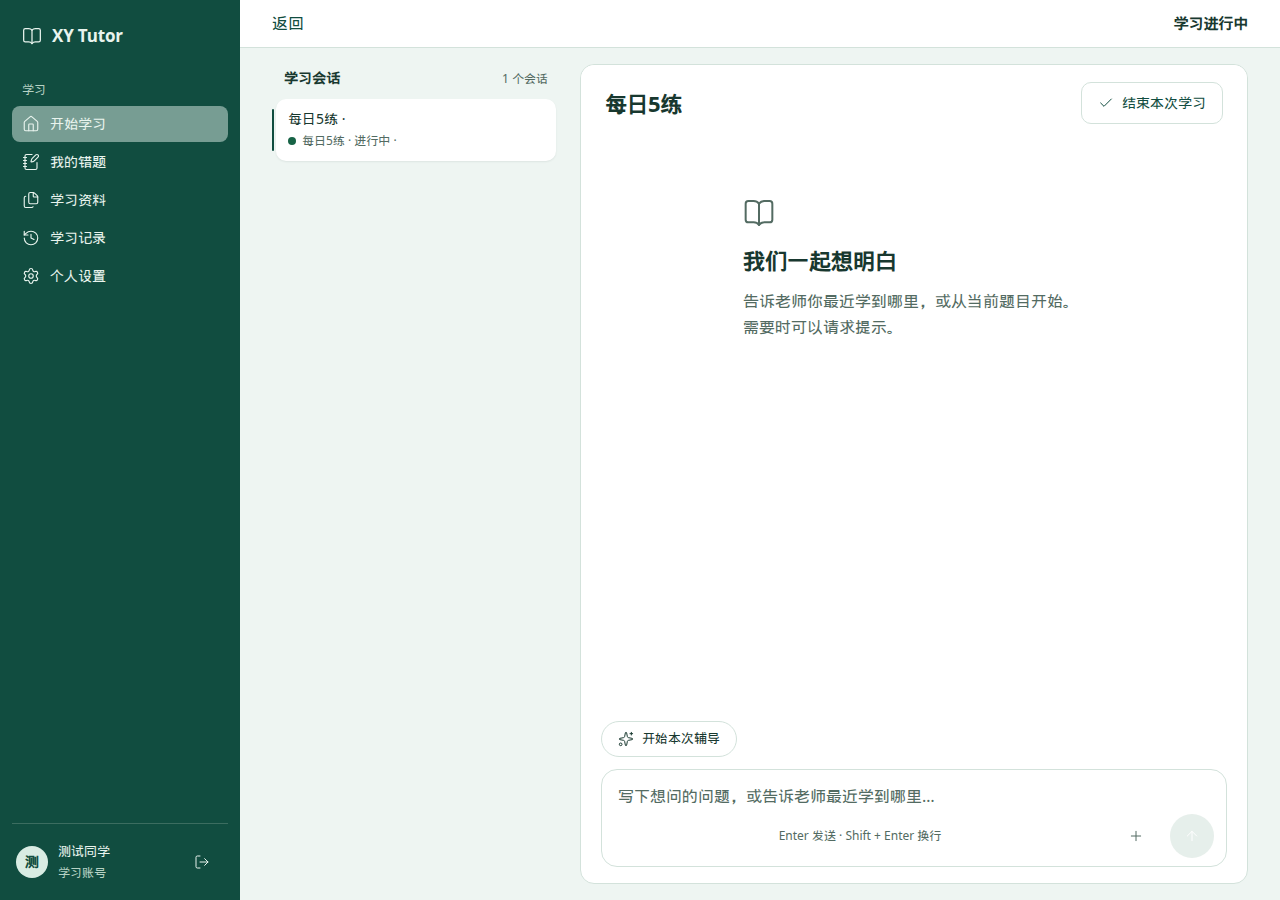 XY Tutor
学习
开始学习
我的错题
学习资料
学习记录
个人设置
测
测试同学
学习账号
返回
学习进行中
学习会话
1 个会话
每日5练 ·
每日5练 · 进行中 ·
每日5练
结束本次学习
我们一起想明白
告诉老师你最近学到哪里，或从当前题目开始。
需要时可以请求提示。
开始本次辅导
写下想问的问题，或告诉老师最近学到哪里...
Enter 发送 · Shift + Enter 换行